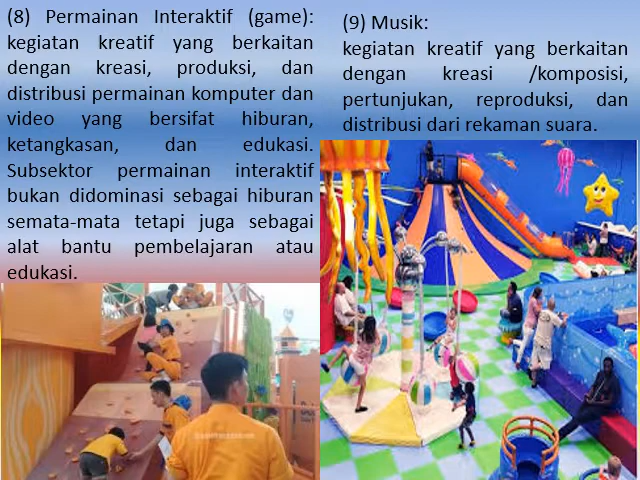 (8) Permainan Interaktif (game):
kegiatan kreatif yang berkaitan
dengan kreasi, produksi, dan
distribusi permainan komputer dan
video yang bersifat hiburan,
ketangkasan, dan edukasi.
Subsektor permainan interaktif
bukan didominasi sebagai hiburan
semata-mata tetapi juga sebagai
alat bantu pembelajaran atau
edukasi.
(9) Musik:
kegiatan kreatif yang berkaitan
dengan kreasi /komposisi,
pertunjukan, reproduksi, dan
distribusi dari rekaman suara.